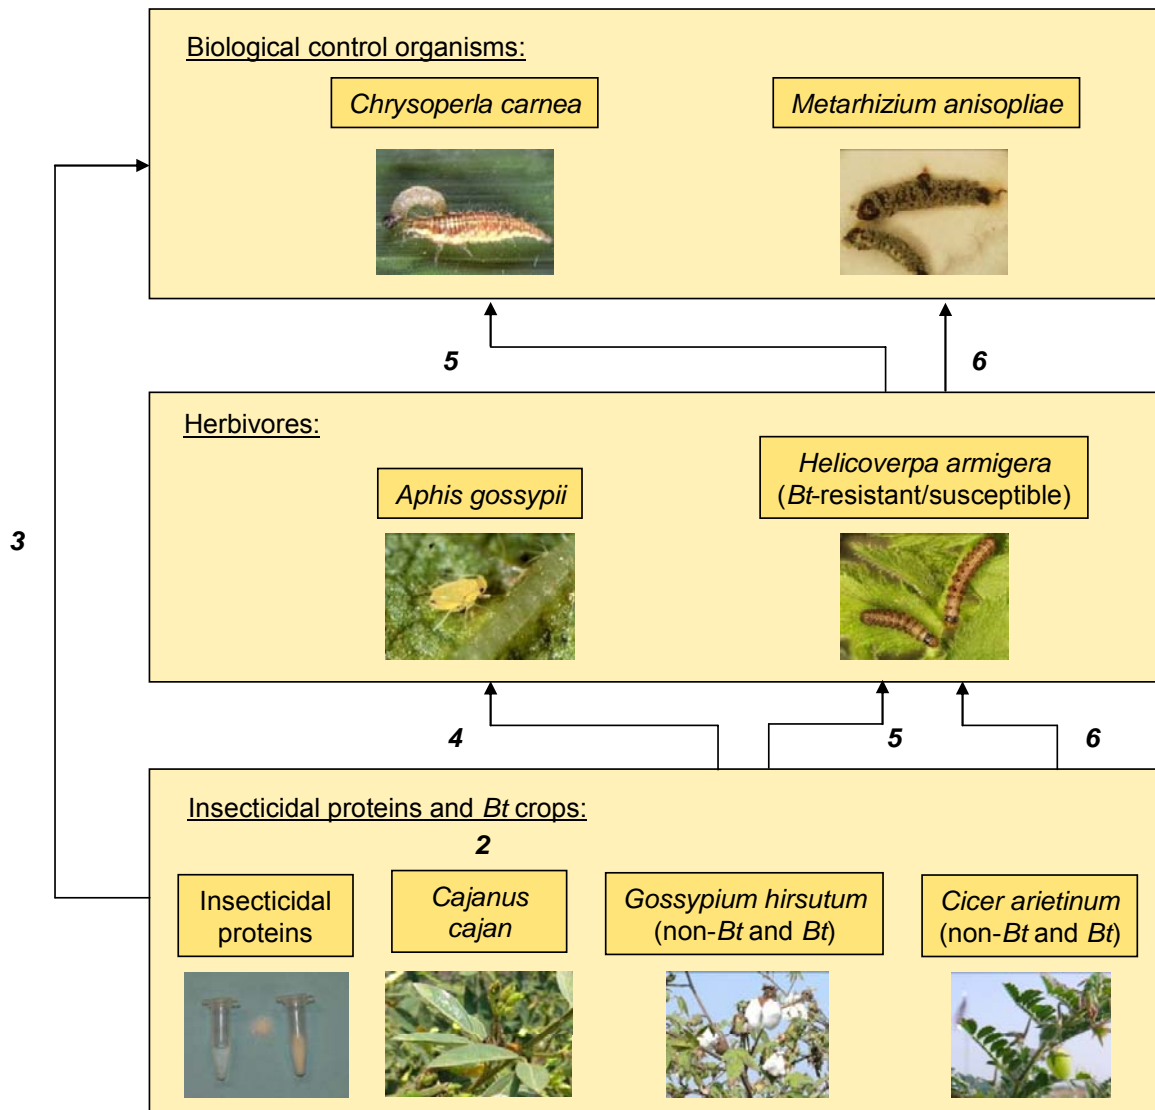 Biological control organisms:
Chrysoperla carnea
Metarhizium anisopliae
5
6
Herbivores:
Aphis gossypii
Helicoverpa armigera
(Bt-resistant/susceptible)
3
4
5
6
Insecticidal proteins and Bt crops:
2
Insecticidal
proteins
Cajanus
cajan
Gossypium hirsutum
(non-Bt and Bt)
Cicer arietinum
(non-Bt and Bt)